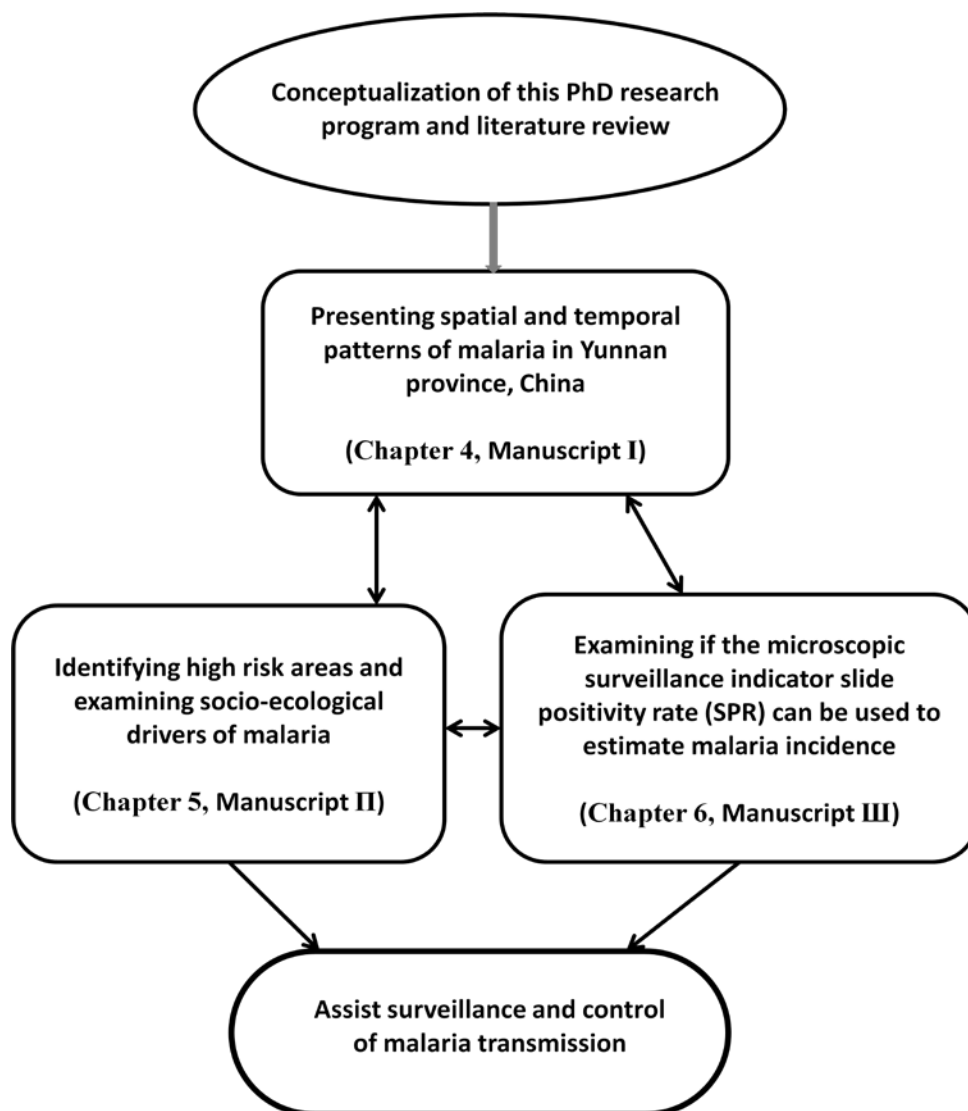 Conceptualization of this PhD research
program and literature review
Presenting spatial and temporal
patterns of malaria in Yunnan
province, China
(Chapter 4, Manuscript I)
Identifying high risk areas and
examining socio-ecological
drivers of malaria
(Chapter 5, Manuscript II)
Examining if the microscopic
surveillance indicator slide
positivity rate (SPR) can be used to
estimate malaria incidence
(Chapter 6, Manuscript III)
Assist surveillance and control
of malaria transmission